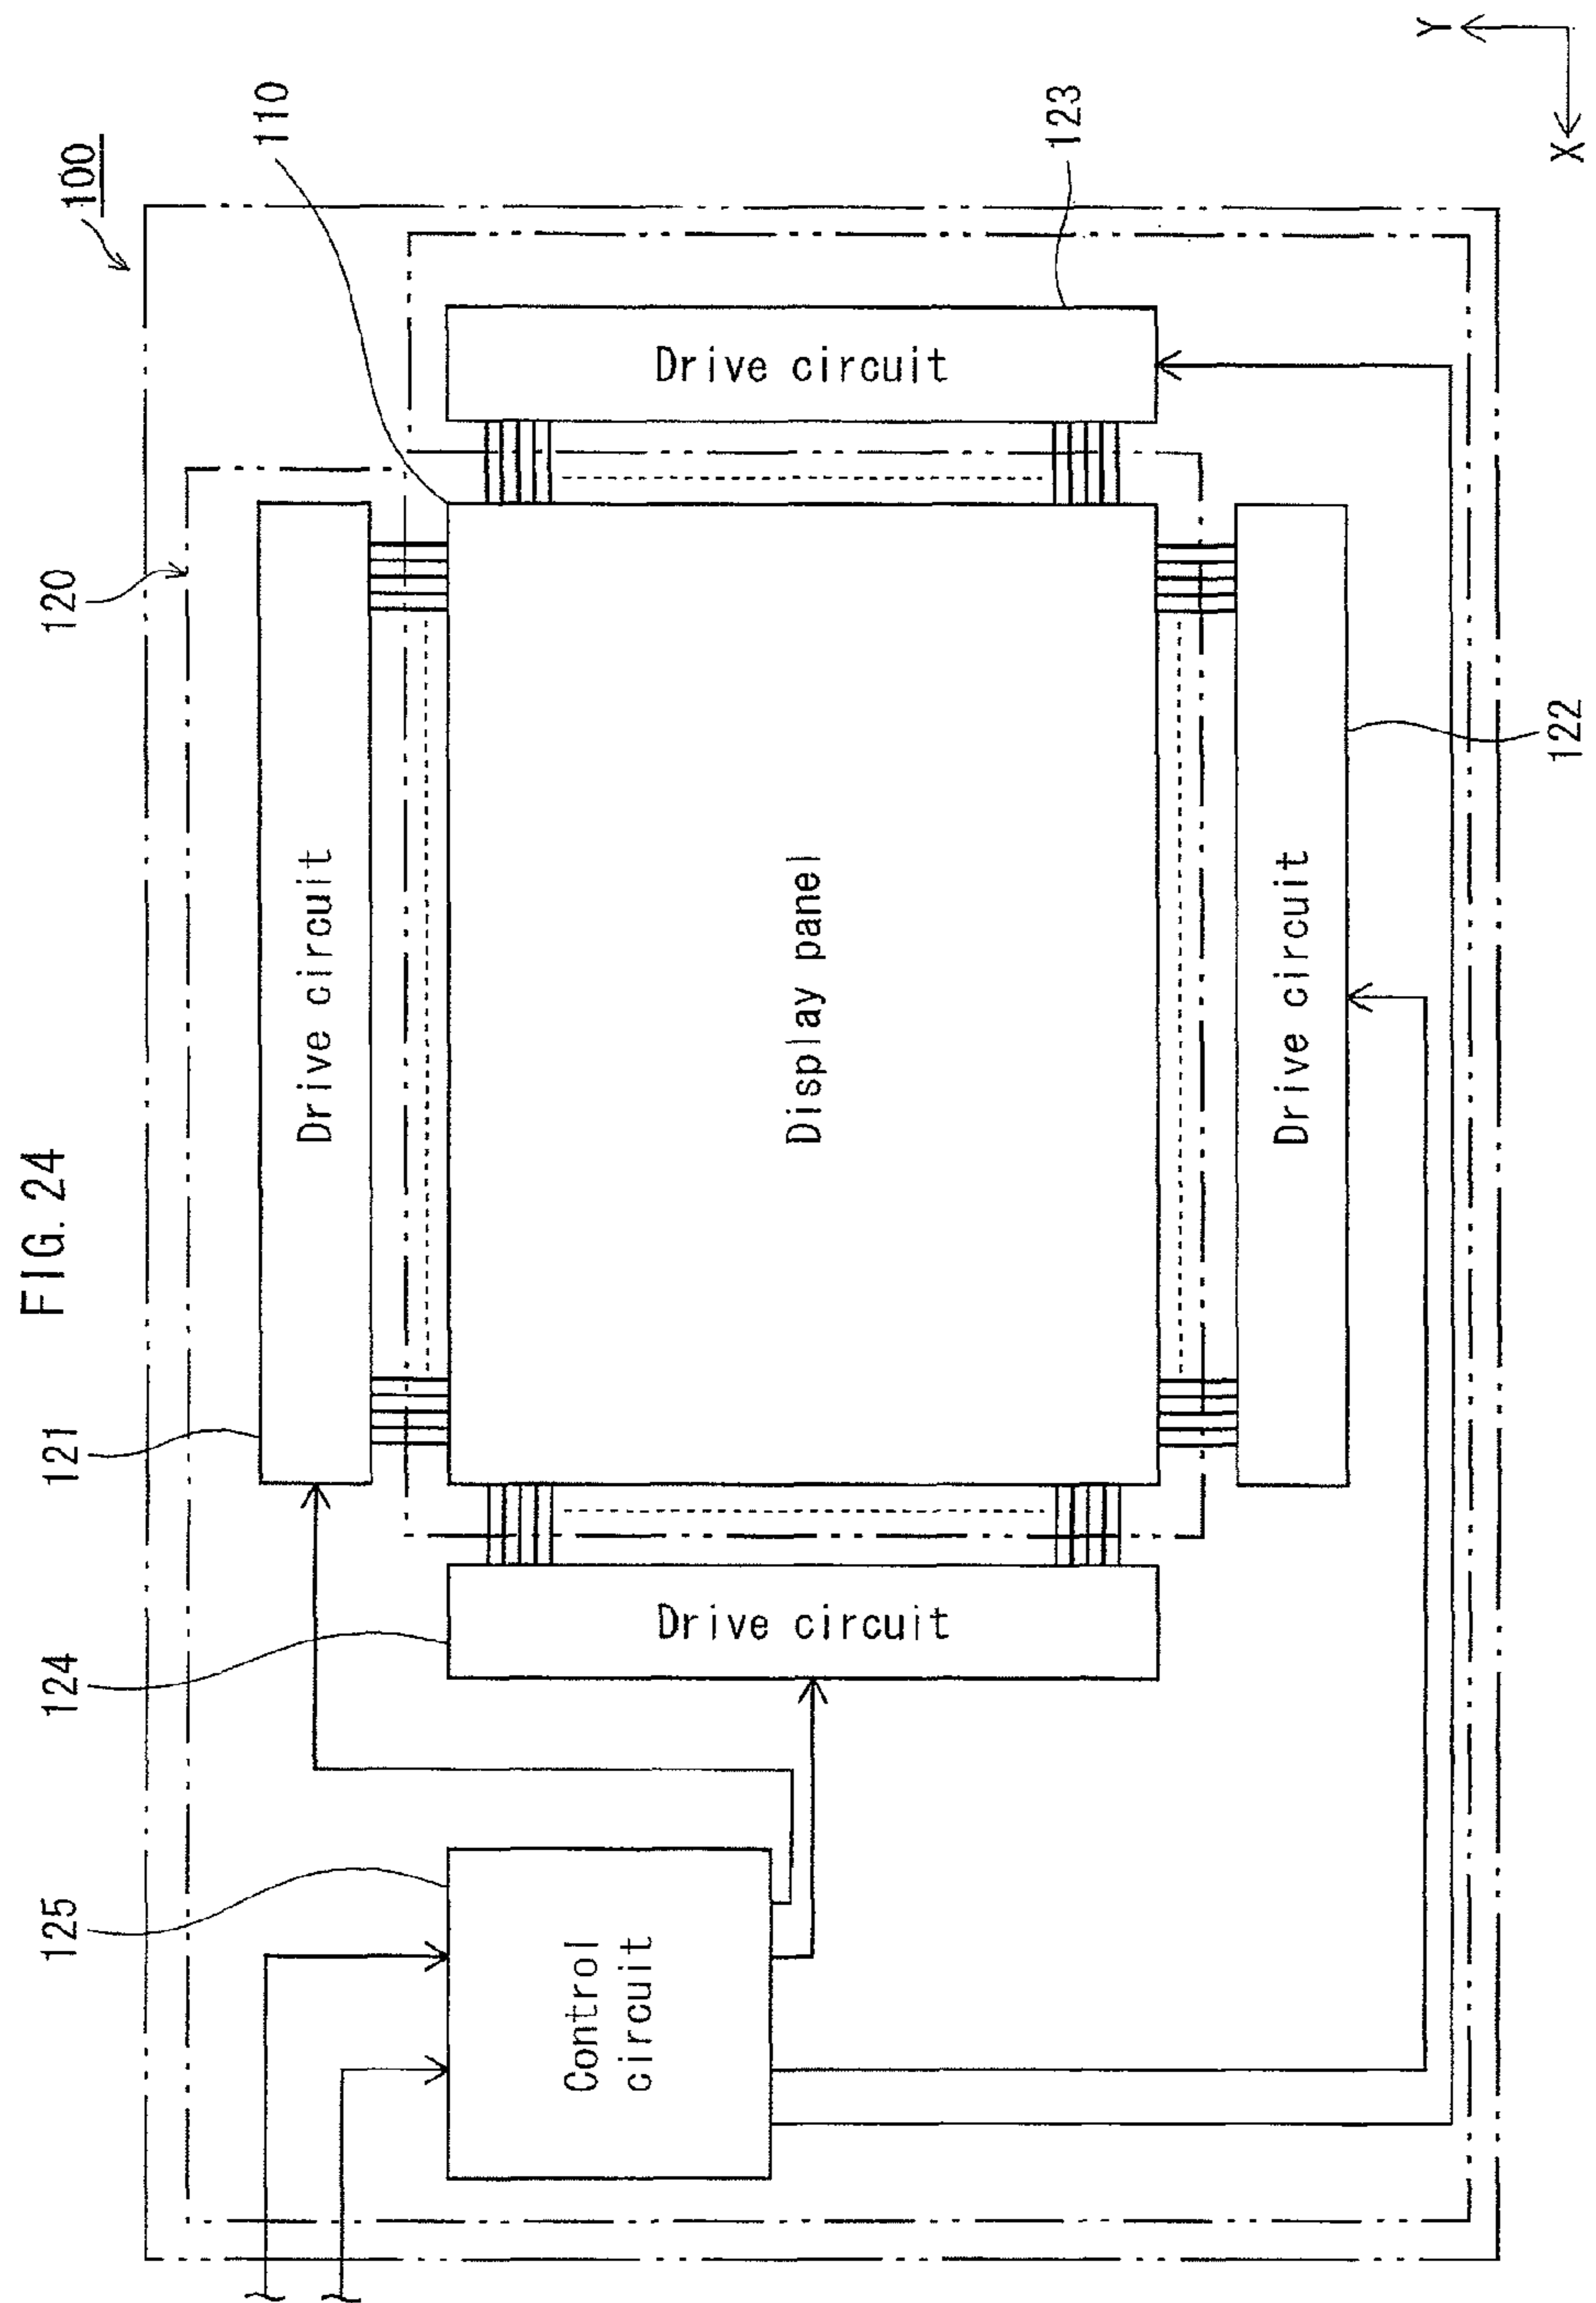 FIG. 24
100
110
120
121
Drive circuit
123
Drive circuit
Display panel
124
Drive circuit
122
Drive circuit
125
Control
circuit
X
Y